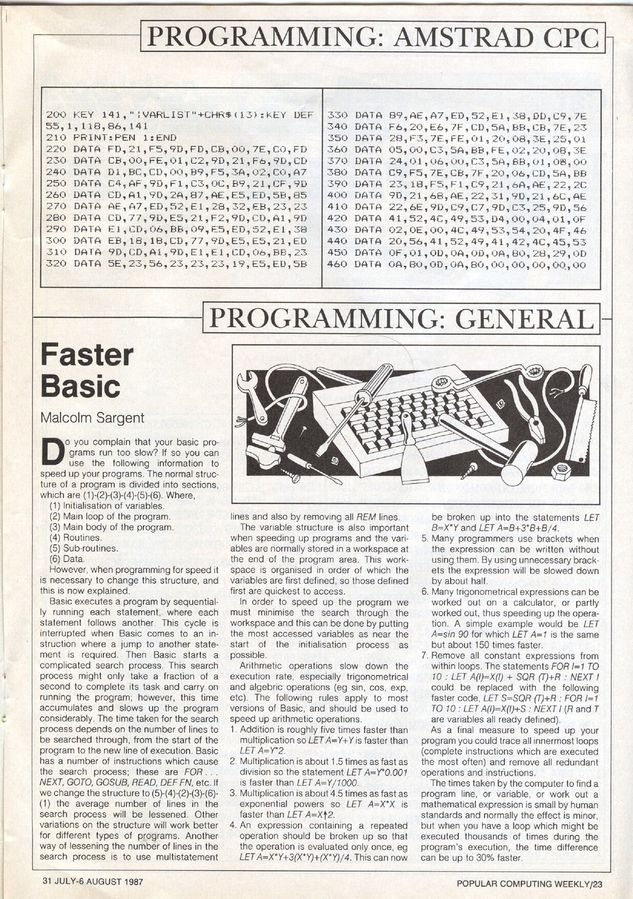 PROGRAMMING: AMSTRAD CPC
200 KEY 141,"|VARLIST"+CHR$(13):KEY DEF
55,1,118,86,141
210 PRINT:PEN 1:END
220 DATA FD,21,F5,9D,FD,CB,00,7E,C0,FD
230 DATA CB,00,FE,01,C2,9D,21,F6,9D,CD
240 DATA D1,BC,CD,00,B9,F5,3A,02,C0,A7
250 DATA C4,AF,9D,F1,C3,0C,B9,21,CF,9D
260 DATA CD,A1,9D,2A,87,AE,E5,ED,5B,85
270 DATA AE,A7,ED,52,E1,28,32,EB,23,23
280 DATA CD,77,9D,E5,21,F2,9D,CD,A1,9D
290 DATA E1,CD,06,BB,09,E5,ED,52,E1,38
300 DATA EB,18,1B,CD,77,9D,E5,E5,21,ED
310 DATA 9D,CD,A1,9D,E1,E1,CD,06,BB,23
320 DATA 5E,23,56,23,23,23,19,E5,ED,5B
330 DATA 89,AE,A7,ED,52,E1,38,DD,C9,7E
340 DATA F6,20,E6,7F,CD,5A,BB,CB,7E,23
350 DATA 28,F3,7E,FE,01,20,08,3E,25,01
360 DATA 05,00,C3,5A,BB,FE,02,20,08,3E
370 DATA 24,01,06,00,C3,5A,BB,01,08,00
380 DATA C9,F5,7E,CB,7F,20,06,CD,5A,BB
390 DATA 23,18,F5,F1,C9,21,6A,AE,22,2C
400 DATA 9D,21,6B,AE,22,31,9D,21,6C,AE
410 DATA 22,6E,9D,C9,C7,9D,C3,25,9D,56
420 DATA 41,52,4C,49,53,D4,00,04,01,0F
430 DATA 02,0E,00,4C,49,53,54,20,4F,46
440 DATA 20,56,41,52,49,41,42,4C,45,53
450 DATA 0F,01,0D,0A,0D,0A,B0,28,29,0D
460 DATA 0A,B0,0D,0A,B0,00,00,00,00,00
PROGRAMMING: GENERAL
Faster
Basic
Malcolm Sargent
Do you complain that your basic pro-
grams run too slow? If so you can
use the following information to
speed up your programs. The normal struc-
ture of a program is divided into sections,
which are (1)-(2)-(3)-(4)-(5)-(6). Where,
(1) Initialisation of variables.
(2) Main loop of the program.
(3) Main body of the program.
(4) Routines.
(5) Sub-routines.
(6) Data.
However, when programming for speed it
is necessary to change this structure, and
this is now explained.
Basic executes a program by sequential-
ly running each statement, where each
statement follows another. This cycle is
interrupted when Basic comes to an in-
struction where a jump to another state-
ment is required. Then Basic starts a
complicated search process. This search
process might only take a fraction of a
second to complete its task and carry on
running the program; however, this time
accumulates and slows up the program
considerably. The time taken for the search
process depends on the number of lines to
be searched through, from the start of the
program to the new line of execution. Basic
has a number of instructions which cause
the search process; these are FOR . . .
NEXT, GOTO, GOSUB, READ, DEF FN, etc. If
we change the structure to (5)-(4)-(2)-(3)-(6)-
(1) the average number of lines in the
search process will be lessened. Other
variations on the structure will work better
for different types of programs. Another
way of lessening the number of lines in the
search process is to use multistatement
lines and also by removing all REM lines.
The variable structure is also important
when speeding up programs and the vari-
ables are normally stored in a workspace at
the end of the program area. This work-
space is organised in order of which the
variables are first defined, so those defined
first are quickest to access.
In order to speed up the program we
must minimise the search through the
workspace and this can be done by putting
the most accessed variables as near the
start of the initialisation process as
possible.
Arithmetic operations slow down the
execution rate, especially trigonometrical
and algebric operations (eg sin, cos, exp,
etc). The following rules apply to most
versions of Basic, and should be used to
speed up arithmetic operations.
1. Addition is roughly five times faster than
multiplication so LET A=Y+Y is faster than
LET A=Y*2.
2. Multiplication is about 1.5 times as fast as
division so the statement LET A=Y*0.001
is faster than LET A=Y/1000.
3. Multiplication is about 4.5 times as fast as
exponential powers so LET A=X*X is
faster than LET A=X↑2.
4. An expression containing a repeated
operation should be broken up so that
the operation is evaluated only once, eg
LET A=X*Y+3(X*Y)+(X*Y)/4. This can now
be broken up into the statements LET
B=X*Y and LET A=B+3*B+B/4.
5. Many programmers use brackets when
the expression can be written without
using them. By using unnecessary brack-
ets the expression will be slowed down
by about half.
6. Many trigonometrical expressions can be
worked out on a calculator, or partly
worked out, thus speeding up the opera-
tion. A simple example would be LET
A=sin 90 for which LET A=1 is the same
but about 150 times faster.
7. Remove all constant expressions from
within loops. The statements FOR I=1 TO
10 : LET A(I)=X(I) + SQR (T)+R : NEXT I
could be replaced with the following
faster code, LET S=SQR (T)+R : FOR I=1
TO 10 : LET A(I)=X(I)+S : NEXT I (R and T
are variables all ready defined).
As a final measure to speed up your
program you could trace all innermost loops
(complete instructions which are executed
the most often) and remove all redundant
operations and instructions.
The times taken by the computer to find a
program line, or variable, or work out a
mathematical expression is small by human
standards and normally the effect is minor,
but when you have a loop which might be
executed thousands of times during the
program's execution, the time difference
can be up to 30% faster.
31 JULY-6 AUGUST 1987
POPULAR COMPUTING WEEKLY/23